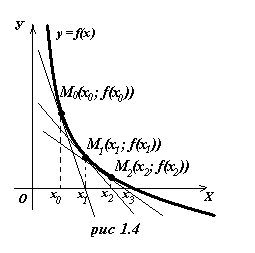 У
y = f(x)
M₀(x₀; f(x₀))
M₁(x₁; f(x₁))
M₂(x₂; f(x₂))
O x₀ x₁ x₂ x₃ X
рис 1.4